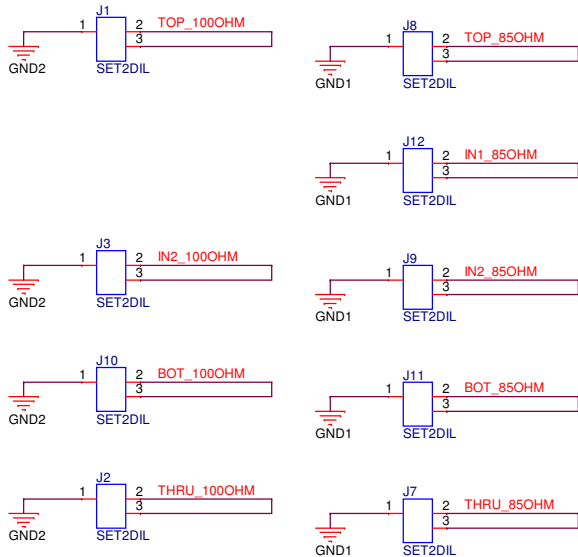 J1
1 2 TOP_100OHM
3
GND2 SET2DIL
J8
1 2 TOP_85OHM
3
GND1 SET2DIL
J12
1 2 IN1_85OHM
3
GND1 SET2DIL
J3
1 2 IN2_100OHM
3
GND2 SET2DIL
J9
1 2 IN2_85OHM
3
GND1 SET2DIL
J10
1 2 BOT_100OHM
3
GND2 SET2DIL
J11
1 2 BOT_85OHM
3
GND1 SET2DIL
J2
1 2 THRU_100OHM
3
GND2 SET2DIL
J7
1 2 THRU_85OHM
3
GND1 SET2DIL